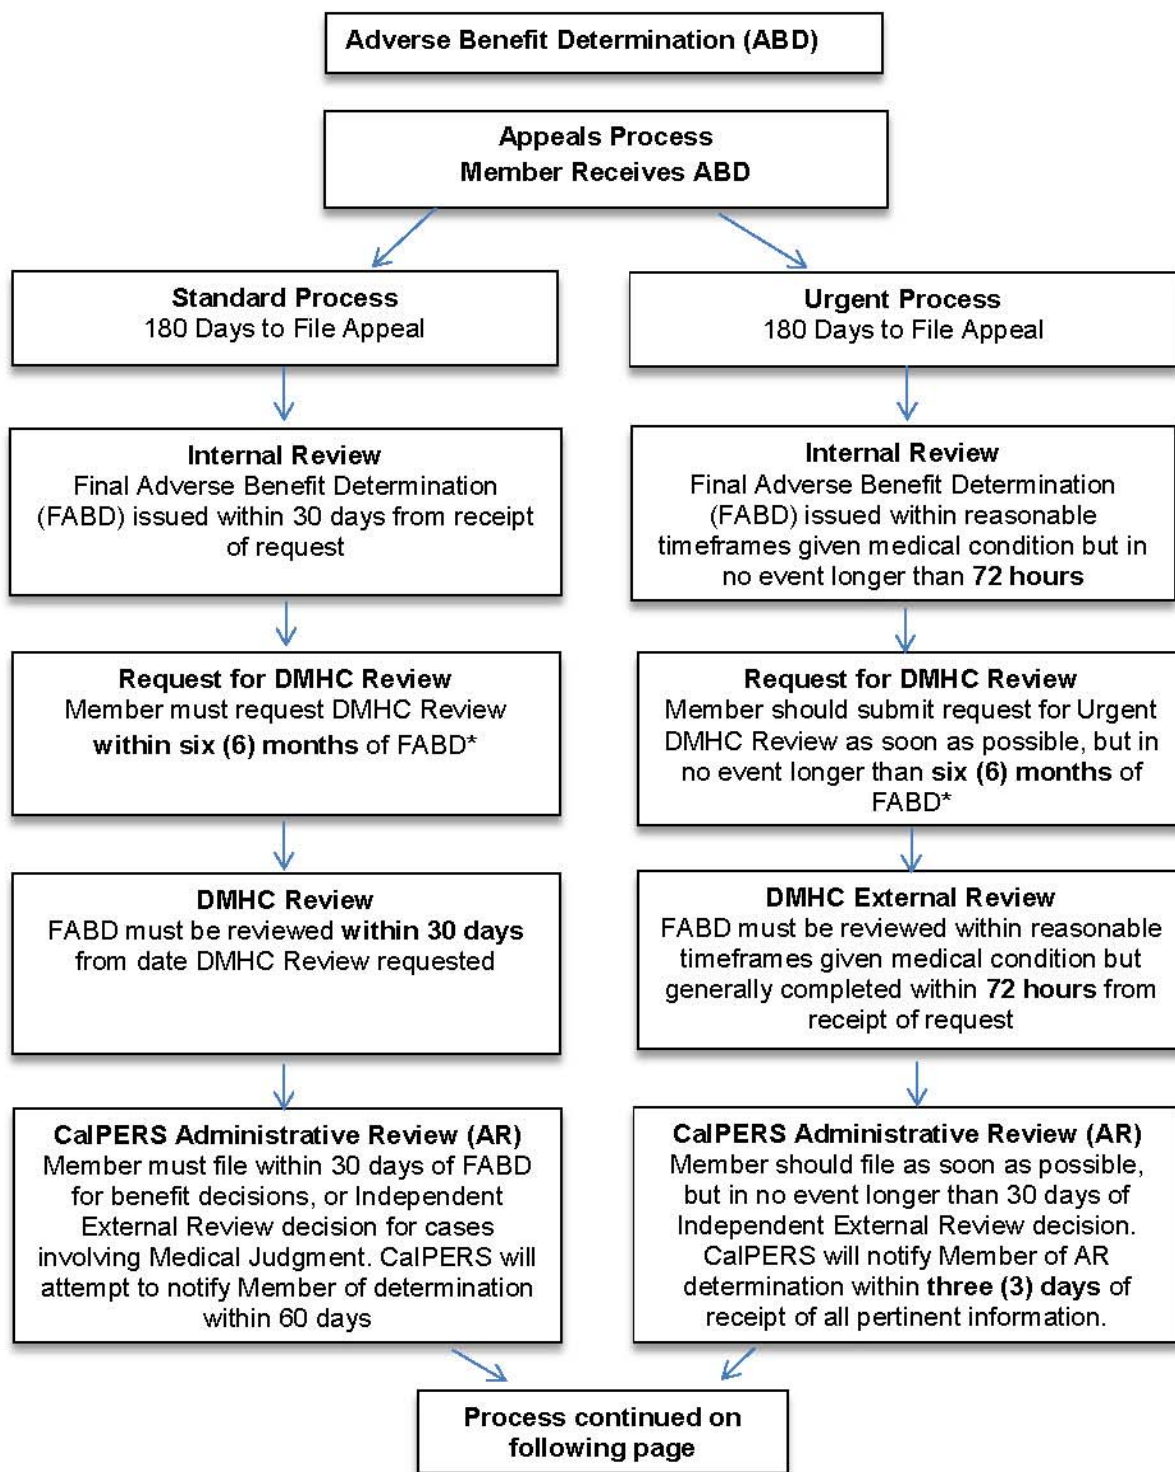 Adverse Benefit Determination (ABD)
Appeals Process
Member Receives ABD
Standard Process
180 Days to File Appeal
Urgent Process
180 Days to File Appeal
Internal Review
Final Adverse Benefit Determination
(FABD) issued within 30 days from receipt
of request
Internal Review
Final Adverse Benefit Determination
(FABD) issued within reasonable
timeframes given medical condition but in
no event longer than 72 hours
Request for DMHC Review
Member must request DMHC Review
within six (6) months of FABD*
Request for DMHC Review
Member should submit request for Urgent
DMHC Review as soon as possible, but in
no event longer than six (6) months of
FABD*
DMHC Review
FABD must be reviewed within 30 days
from date DMHC Review requested
DMHC External Review
FABD must be reviewed within reasonable
timeframes given medical condition but
generally completed within 72 hours from
receipt of request
CalPERS Administrative Review (AR)
Member must file within 30 days of FABD
for benefit decisions, or Independent
External Review decision for cases
involving Medical Judgment. CalPERS will
attempt to notify Member of determination
within 60 days
CalPERS Administrative Review (AR)
Member should file as soon as possible,
but in no event longer than 30 days of
Independent External Review decision.
CalPERS will notify Member of AR
determination within three (3) days of
receipt of all pertinent information.
Process continued on
following page